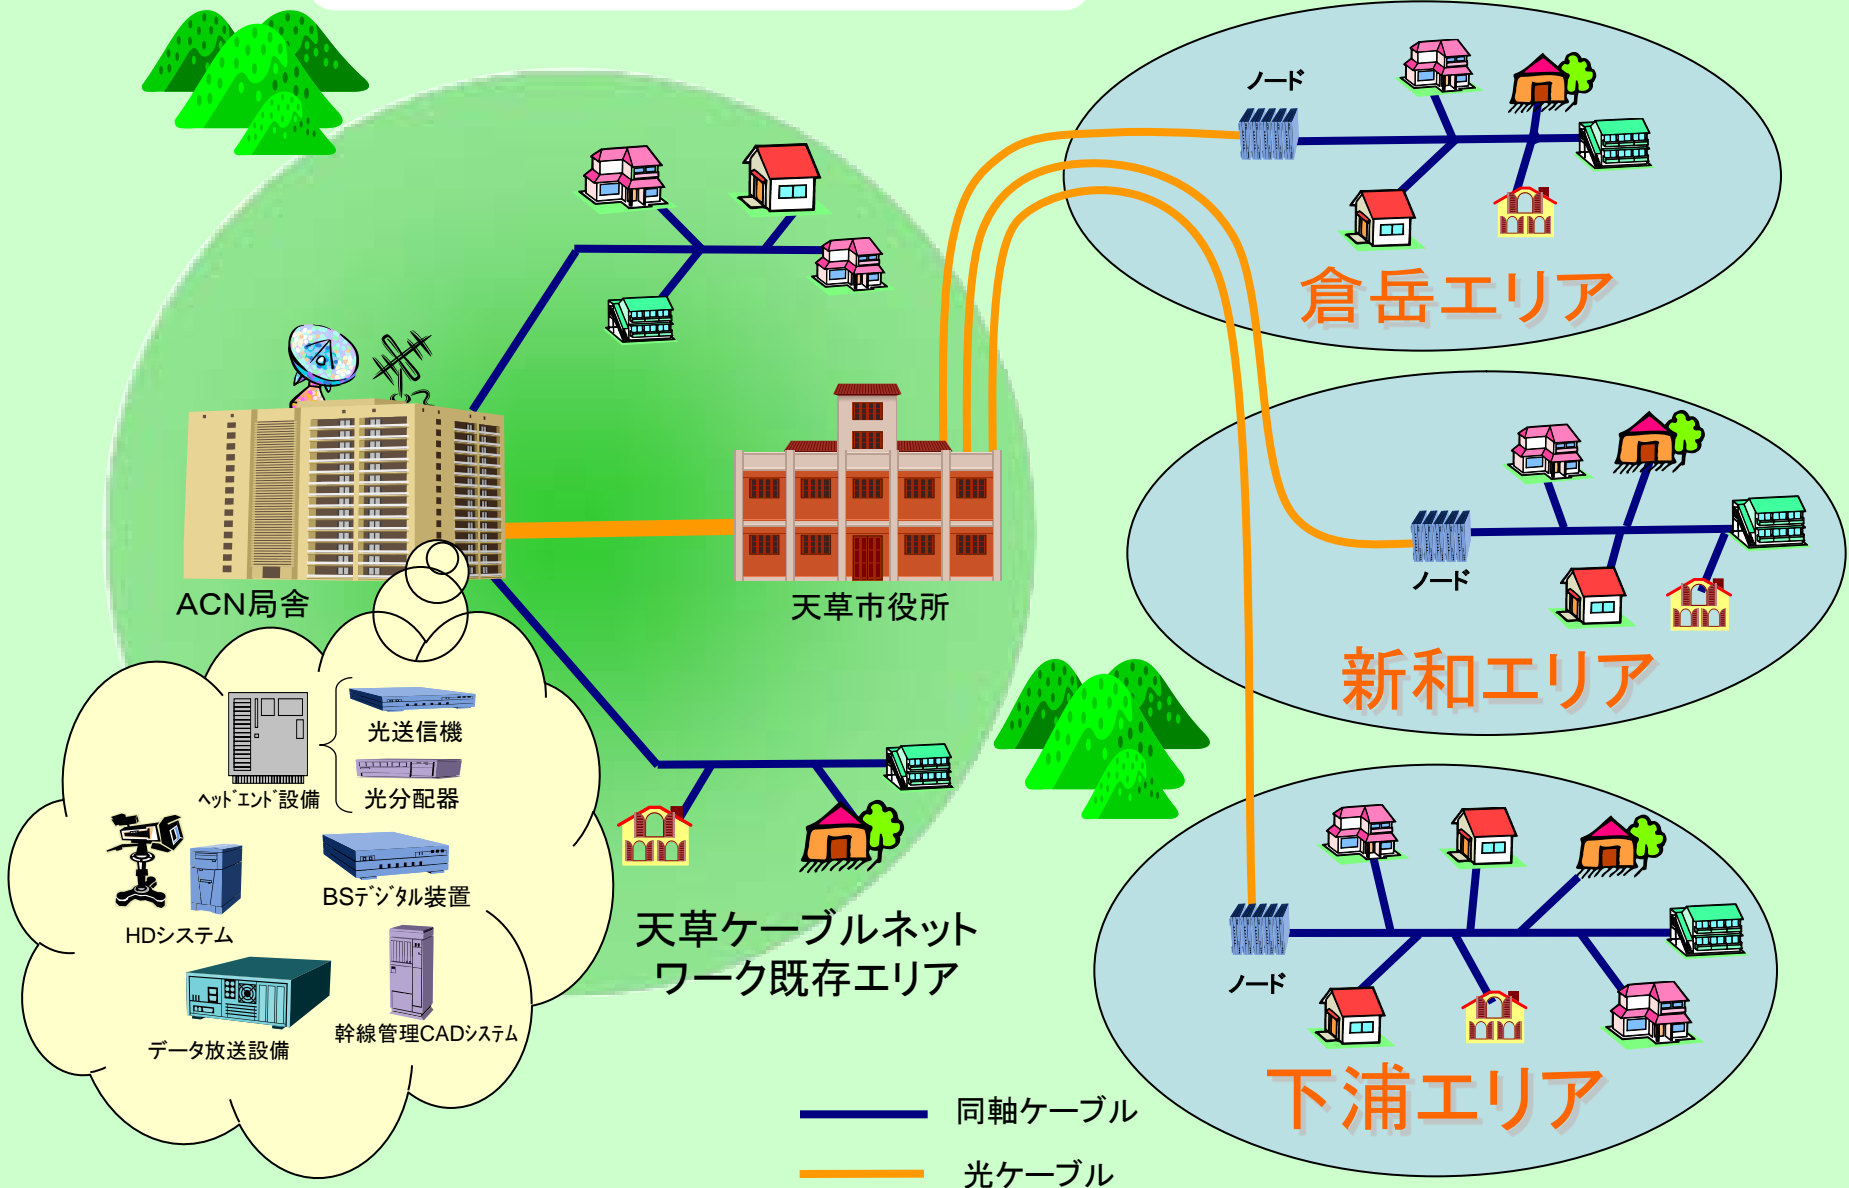 ノード
倉岳エリア
ACN局舎
天草市役所
ノード
新和エリア
光送信機
ﾍｯﾄﾞｴﾝﾄﾞ設備
光分配器
BSﾃﾞｼﾞﾀﾙ装置
HDシステム
天草ケーブルネット
ワーク既存エリア
データ放送設備
幹線管理CADｼｽﾃﾑ
ノード
下浦エリア
同軸ケーブル
光ケーブル